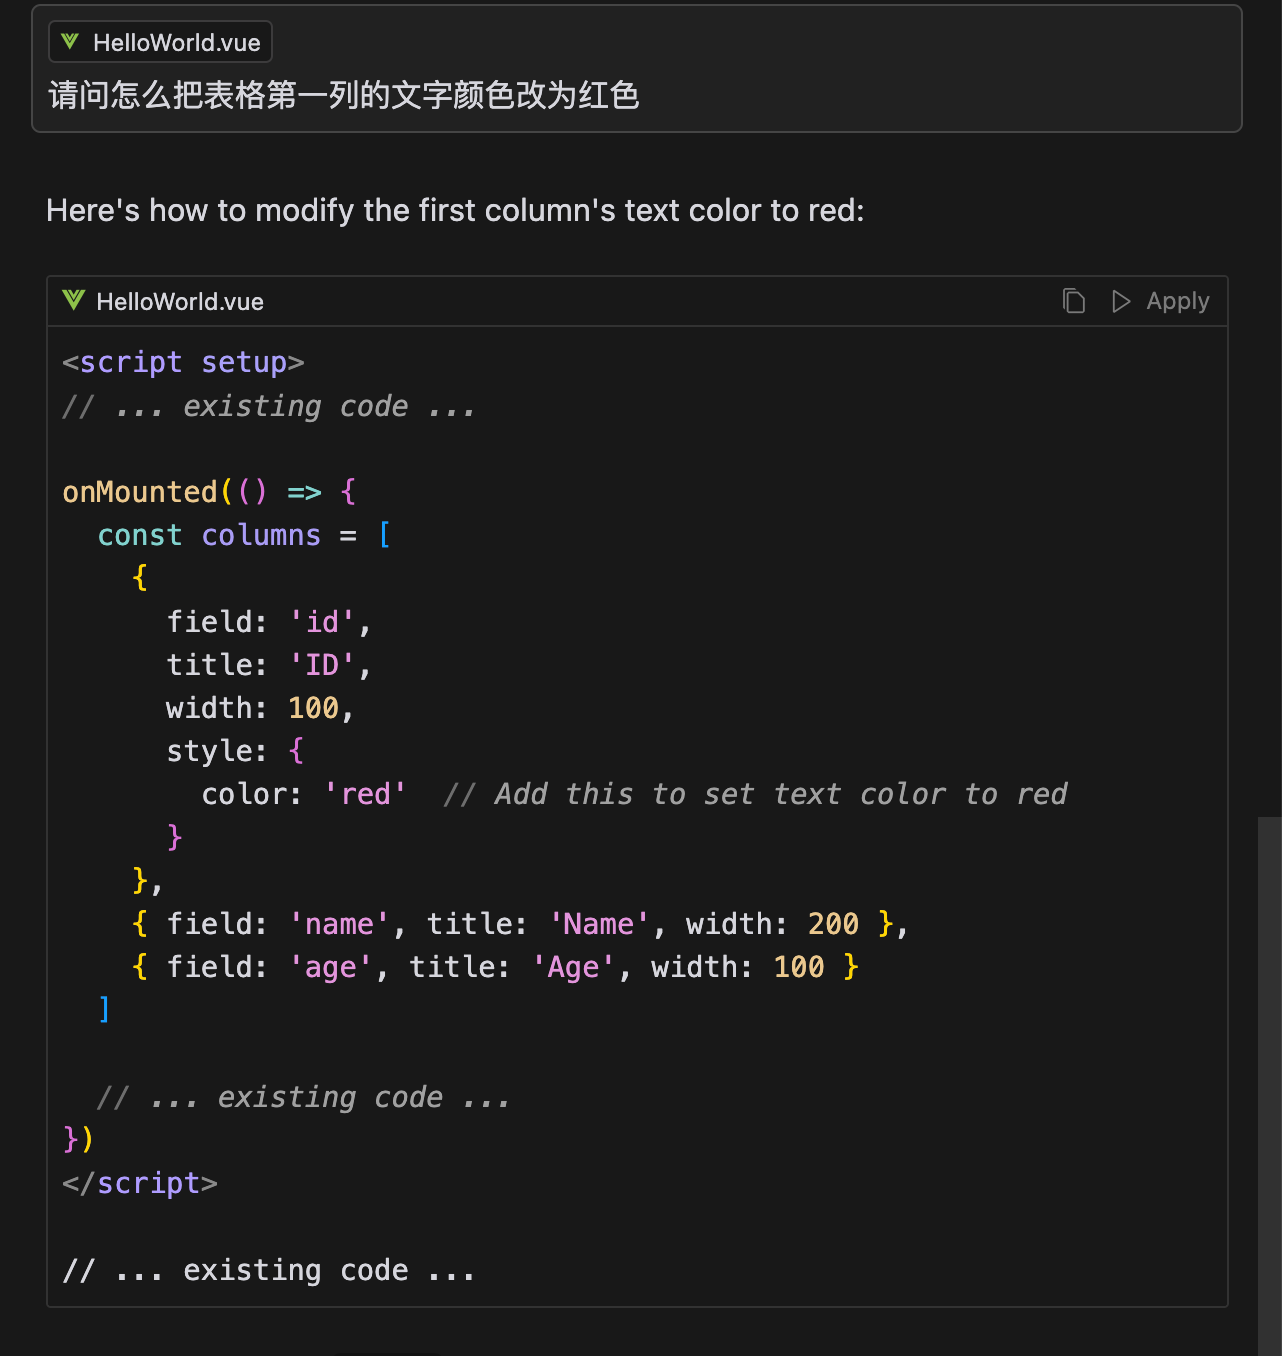 HelloWorld.vue
请问怎么把表格第一列的文字颜色改为红色
Here's how to modify the first column's text color to red:
HelloWorld.vue Apply
<script setup>
// ... existing code ...
onMounted(() => {
  const columns = [
    {
      field: 'id',
      title: 'ID',
      width: 100,
      style: {
        color: 'red'  // Add this to set text color to red
      }
    },
    { field: 'name', title: 'Name', width: 200 },
    { field: 'age', title: 'Age', width: 100 }
  ]
  // ... existing code ...
})
</script>
// ... existing code ...